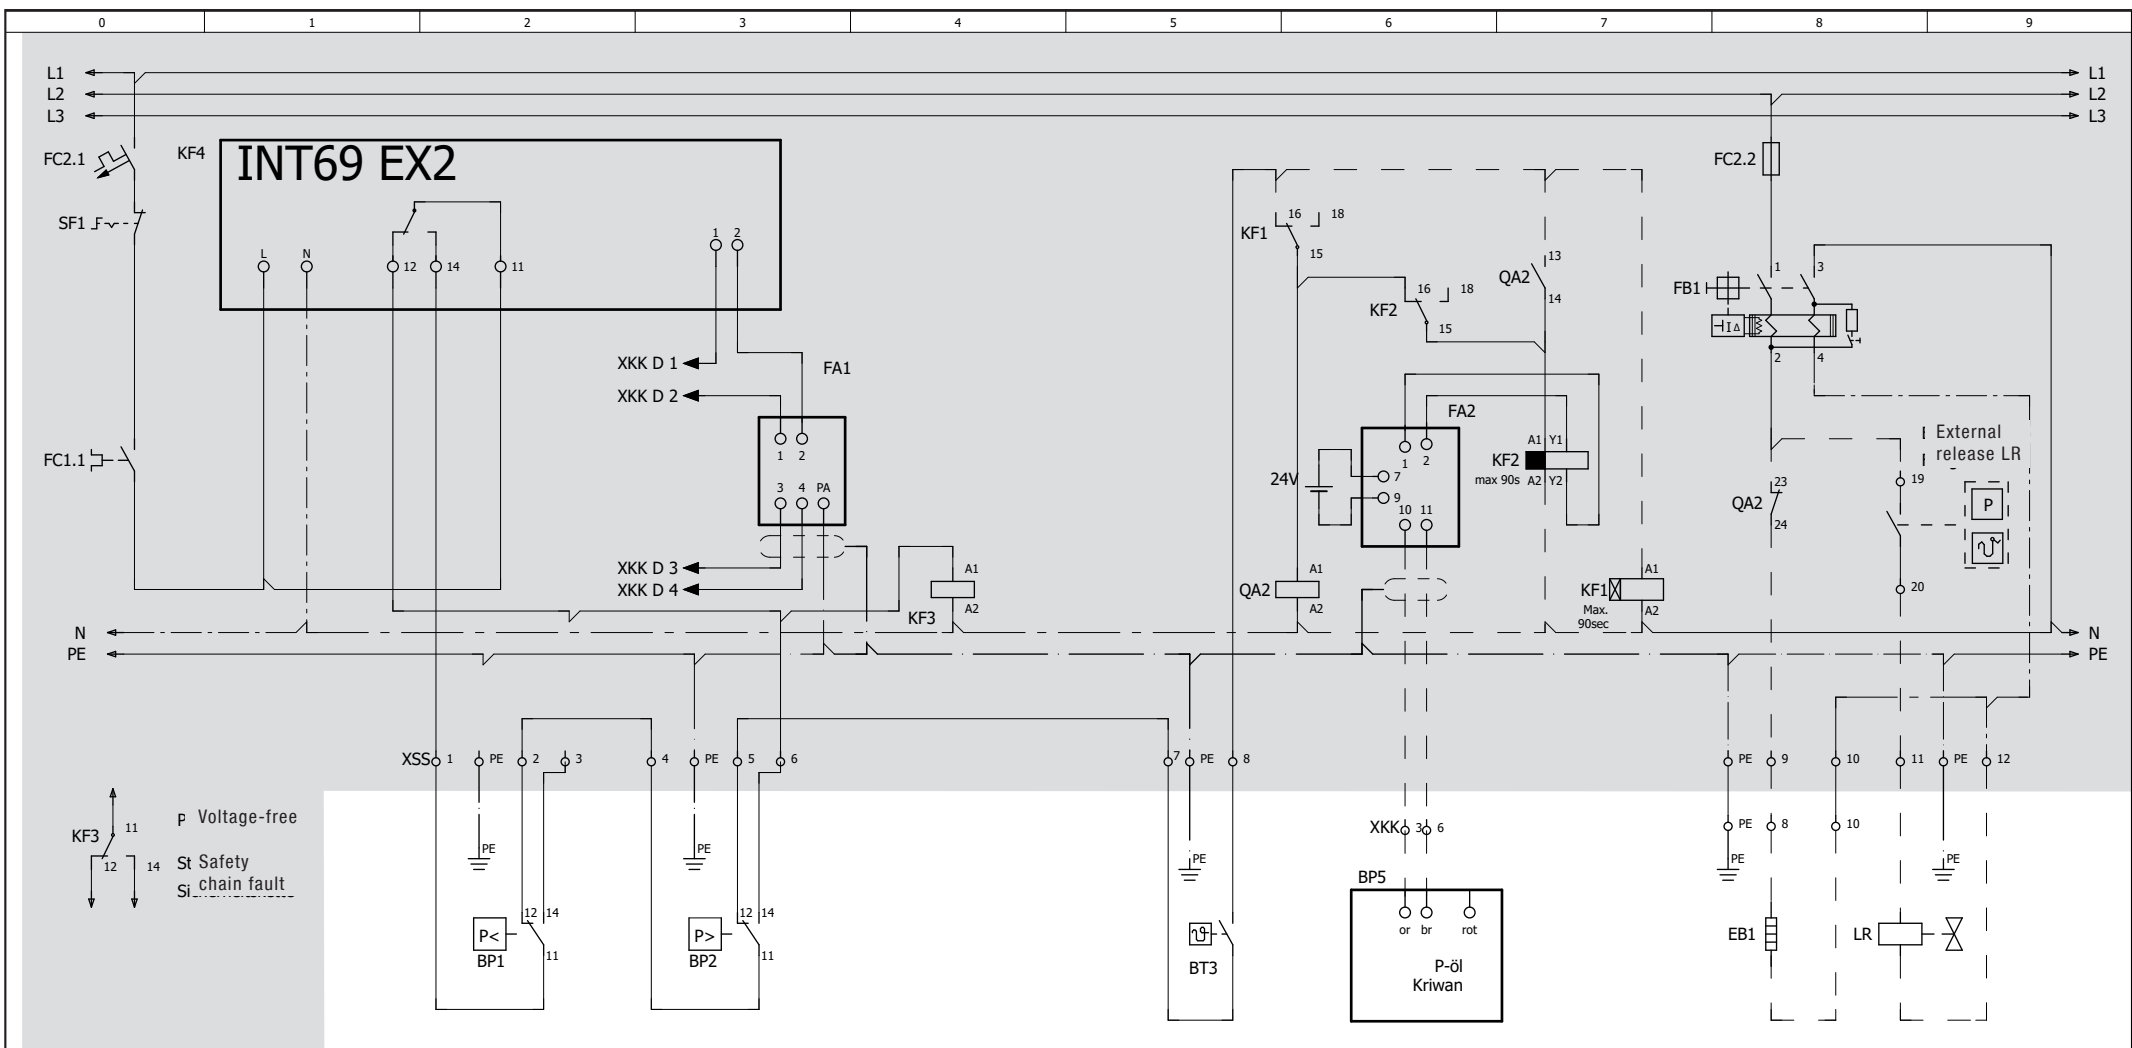 0 1 2 3 4 5 6 7 8 9
L1 L1
L2 L2
L3 L3
FC2.1 KF4 INT69 EX2 FC2.2
SF1
16 18
KF1
15
L N 12 14 11 1 2
13
QA2
14
16 18
KF2
15
1 3
FB1
I Δ
2 4
XKK D 1
XKK D 2
FA1
1 2
3 4 PA
XKK D 3
XKK D 4
FC1.1
FA2
1 2
24V 7
9
10 11
A1 Y1
KF2
max 90s A2 Y2
External
release LR
19
P
20
23
QA2
24
A1
KF3 A2
A1
QA2
A2
A1
KF1
Max.
90sec
A2
N N
PE PE
XSS 1 PE 2 3 4 PE 5 6 7 PE 8 PE 9 10 11 PE 12
KF3 11
12 14
P Voltage-free
St Safety
Si chain fault
PE PE PE PE PE
XKK 3 6
PE 8 10
12 14
P<
BP1 11
12 14
P>
BP2 11
BT3
BP5
or br rot
P-öl
Kriwan
EB1 LR